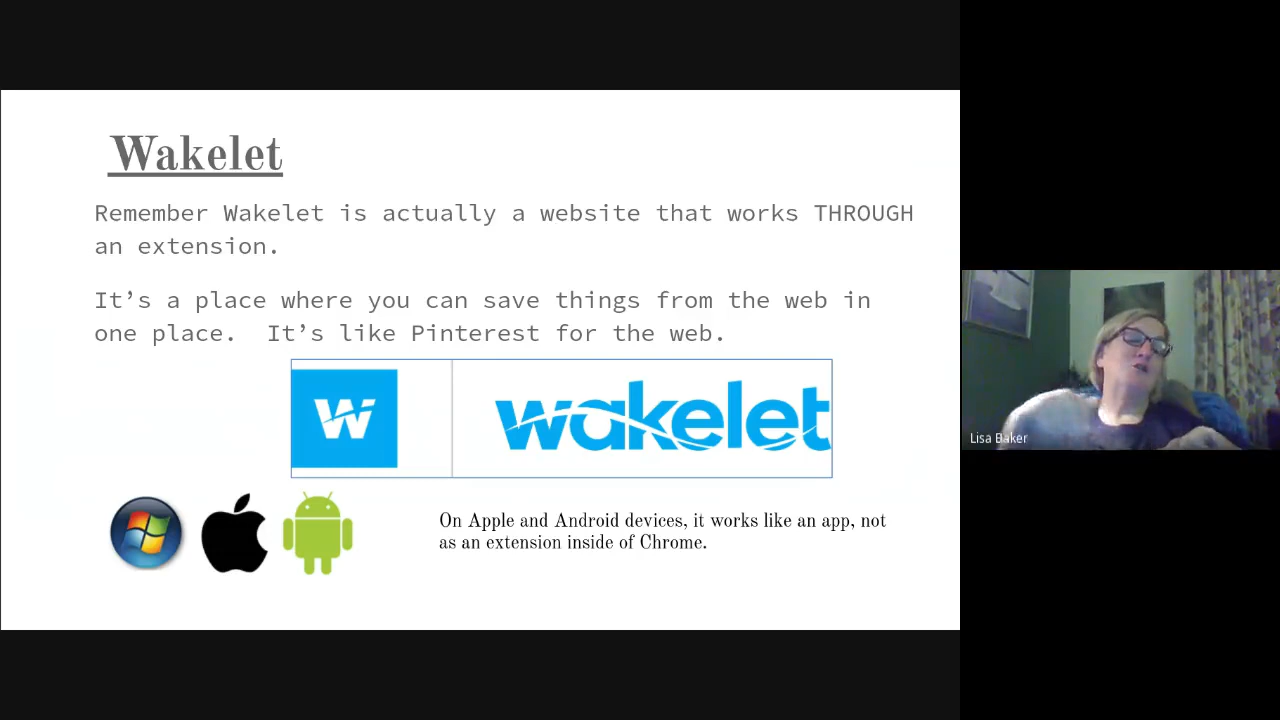 Wakelet
Remember Wakelet is actually a website that works THROUGH
an extension.
It’s a place where you can save things from the web in
one place.  It’s like Pinterest for the web.
W
wakelet
On Apple and Android devices, it works like an app, not
as an extension inside of Chrome.
Lisa Baker